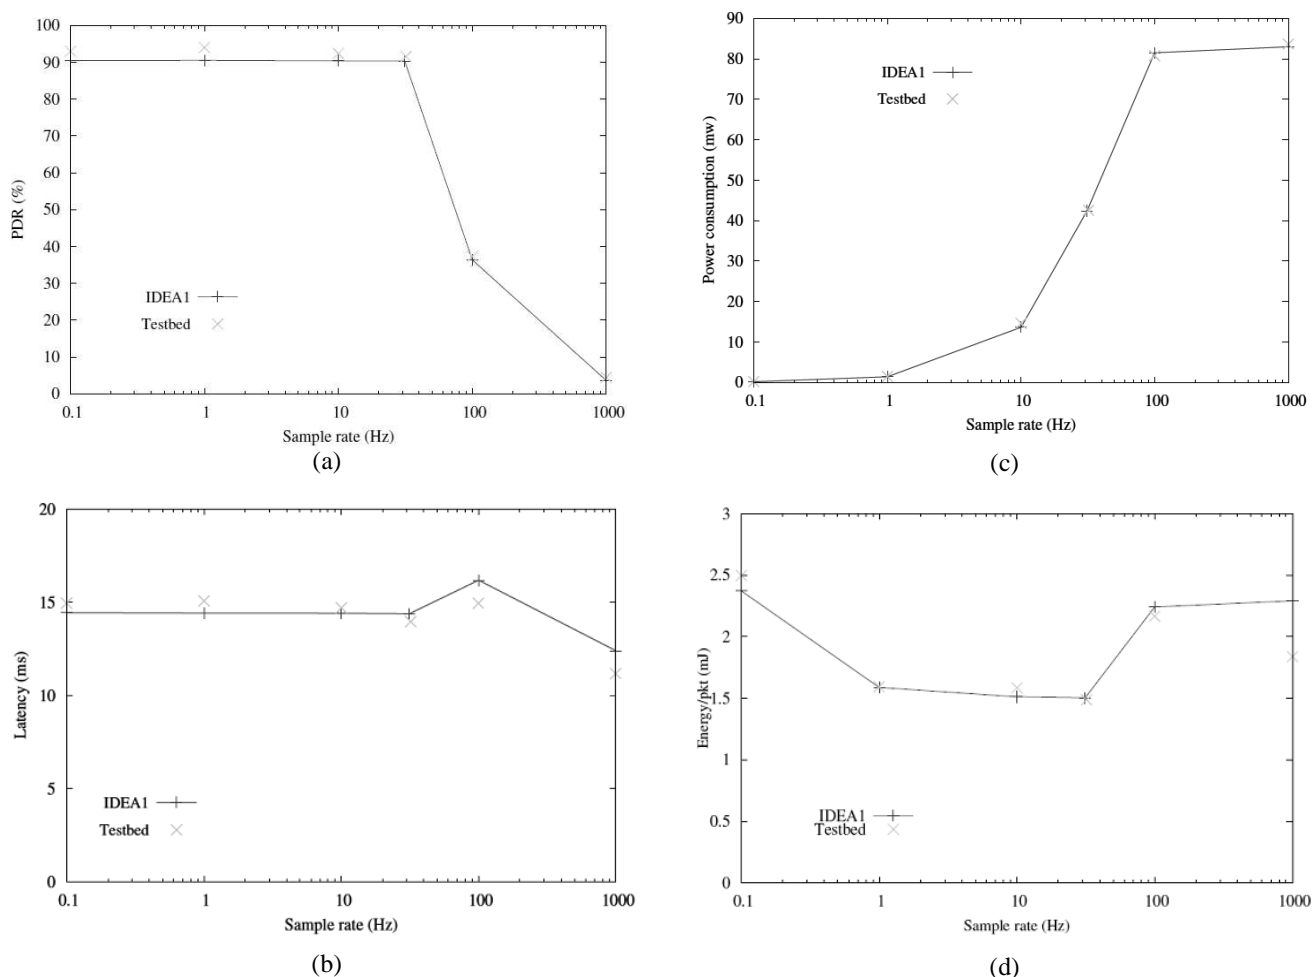 100
90
80
70
60
50
40
30
20
10
0
PDR (%)
IDEA1
Testbed
0.1 1 10 100 1000
Sample rate (Hz)
(a)
90
80
70
60
50
40
30
20
10
0
Power consumption (mw)
IDEA1
Testbed
0.1 1 10 100 1000
Sample rate (Hz)
(c)
20
15
10
5
0
Latency (ms)
IDEA1
Testbed
0.1 1 10 100 1000
Sample rate (Hz)
(b)
3
2.5
2
1.5
1
0.5
0
Energy/pkt (mJ)
IDEA1
Testbed
0.1 1 10 100 1000
Sample rate (Hz)
(d)